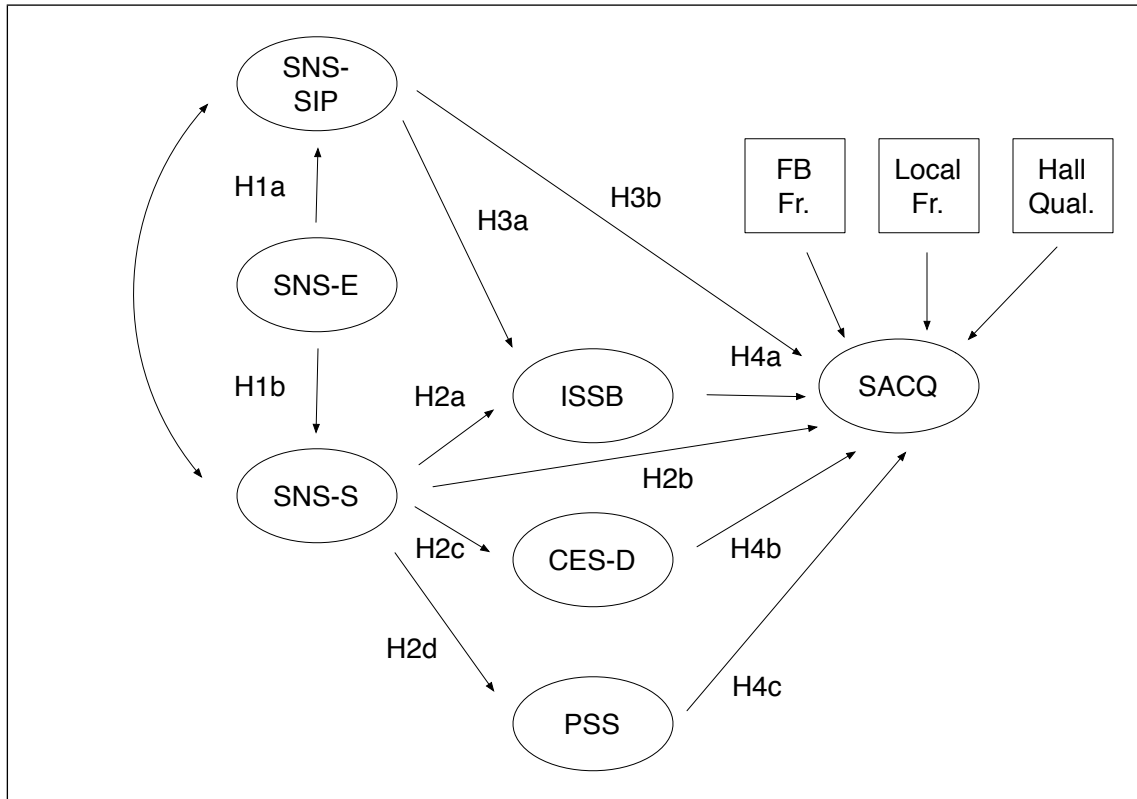 SNS-
SIP
H1a
H3b
FB
Fr.
Local
Fr.
Hall
Qual.
H3a
SNS-E
H1b
H2a
ISSB
H4a
SACQ
SNS-S
H2b
H2c
CES-D
H4b
H2d
PSS
H4c